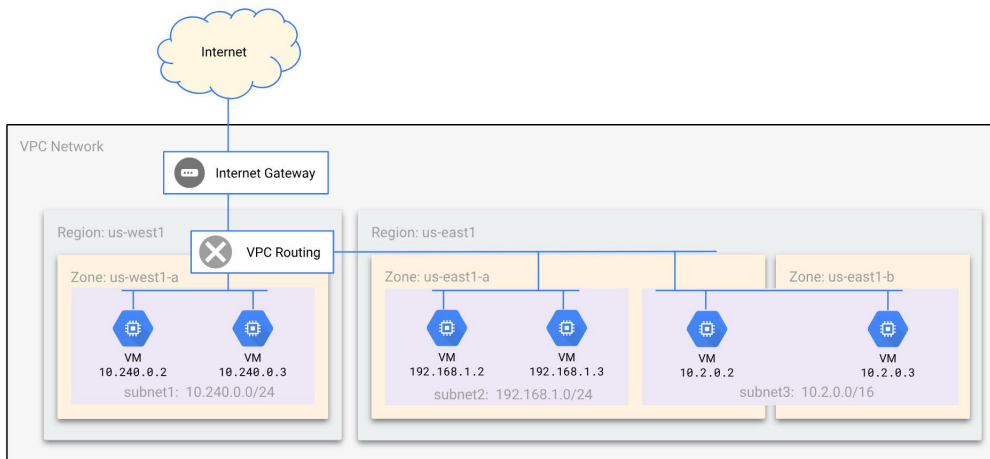 Internet
VPC Network
Internet Gateway
Region: us-west1
VPC Routing
Region: us-east1
Zone: us-west1-a
Zone: us-east1-a
Zone: us-east1-b
VM
10.240.0.2
VM
10.240.0.3
subnet1: 10.240.0.0/24
VM
192.168.1.2
VM
192.168.1.3
subnet2: 192.168.1.0/24
VM
10.2.0.2
VM
10.2.0.3
subnet3: 10.2.0.0/16